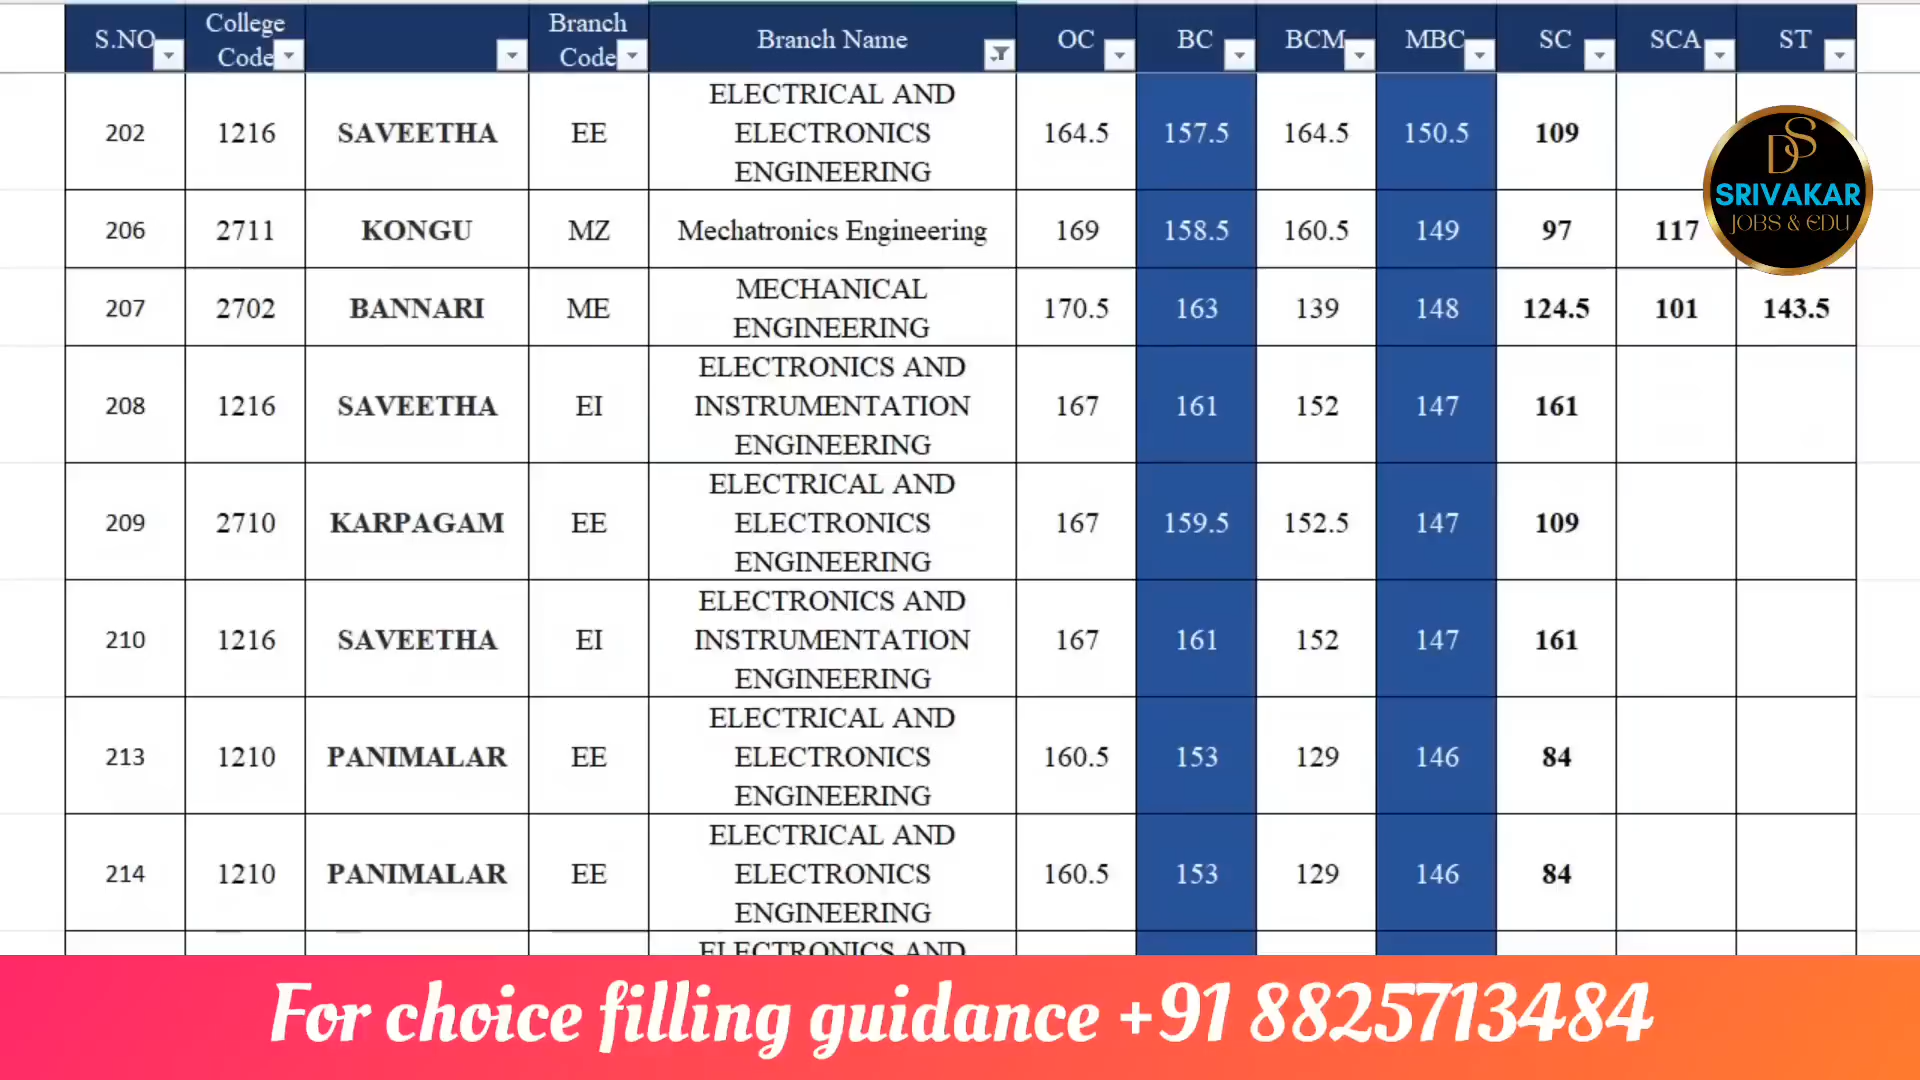 S.NO College Code Branch Code Branch Name OC BC BCM MBC SC SCA ST
202 1216 SAVEETHA EE ELECTRICAL AND ELECTRONICS ENGINEERING 164.5 157.5 164.5 150.5 109
206 2711 KONGU MZ Mechatronics Engineering 169 158.5 160.5 149 97 117
207 2702 BANNARI ME MECHANICAL ENGINEERING 170.5 163 139 148 124.5 101 143.5
208 1216 SAVEETHA EI ELECTRONICS AND INSTRUMENTATION ENGINEERING 167 161 152 147 161
209 2710 KARPAGAM EE ELECTRICAL AND ELECTRONICS ENGINEERING 167 159.5 152.5 147 109
210 1216 SAVEETHA EI ELECTRONICS AND INSTRUMENTATION ENGINEERING 167 161 152 147 161
213 1210 PANIMALAR EE ELECTRICAL AND ELECTRONICS ENGINEERING 160.5 153 129 146 84
214 1210 PANIMALAR EE ELECTRICAL AND ELECTRONICS ENGINEERING 160.5 153 129 146 84
ELECTRONICS AND
DS
SRIVAKAR
JOBS & EDU
For choice filling guidance +91 8825713484